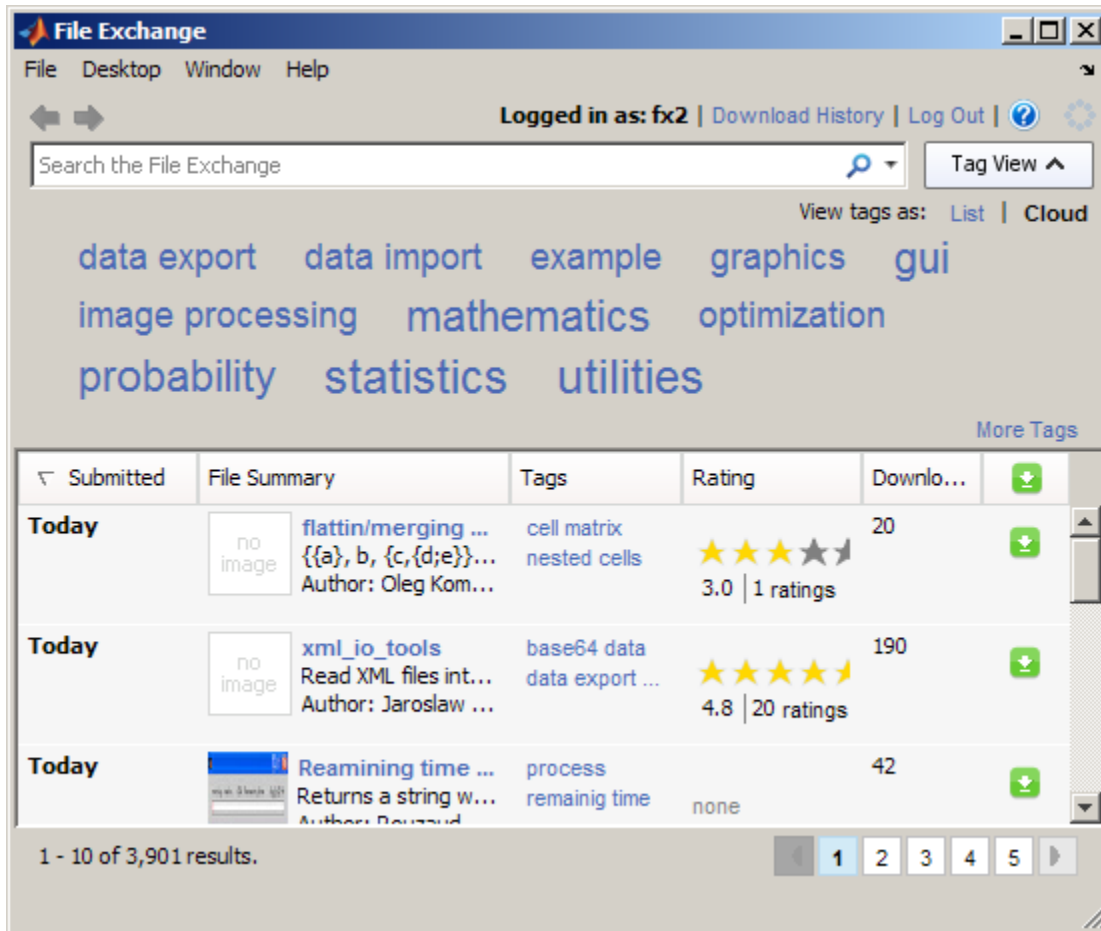 File Exchange
File Desktop Window Help
Logged in as: fx2 | Download History | Log Out |
Search the File Exchange
Tag View
View tags as: List | Cloud
data export data import example graphics gui
image processing mathematics optimization
probability statistics utilities
More Tags
Submitted File Summary Tags Rating Downlo...
Today no image flattin/merging ... cell matrix 20
{{a}, b, {c,{d;e}}... nested cells
Author: Oleg Kom... 3.0 | 1 ratings
Today no image xml_io_tools base64 data 190
Read XML files int... data export ...
Author: Jaroslaw ... 4.8 | 20 ratings
Today Reamining time ... process 42
Returns a string w... remainig time none
Author: Bouzaud
1 - 10 of 3,901 results. 1 2 3 4 5